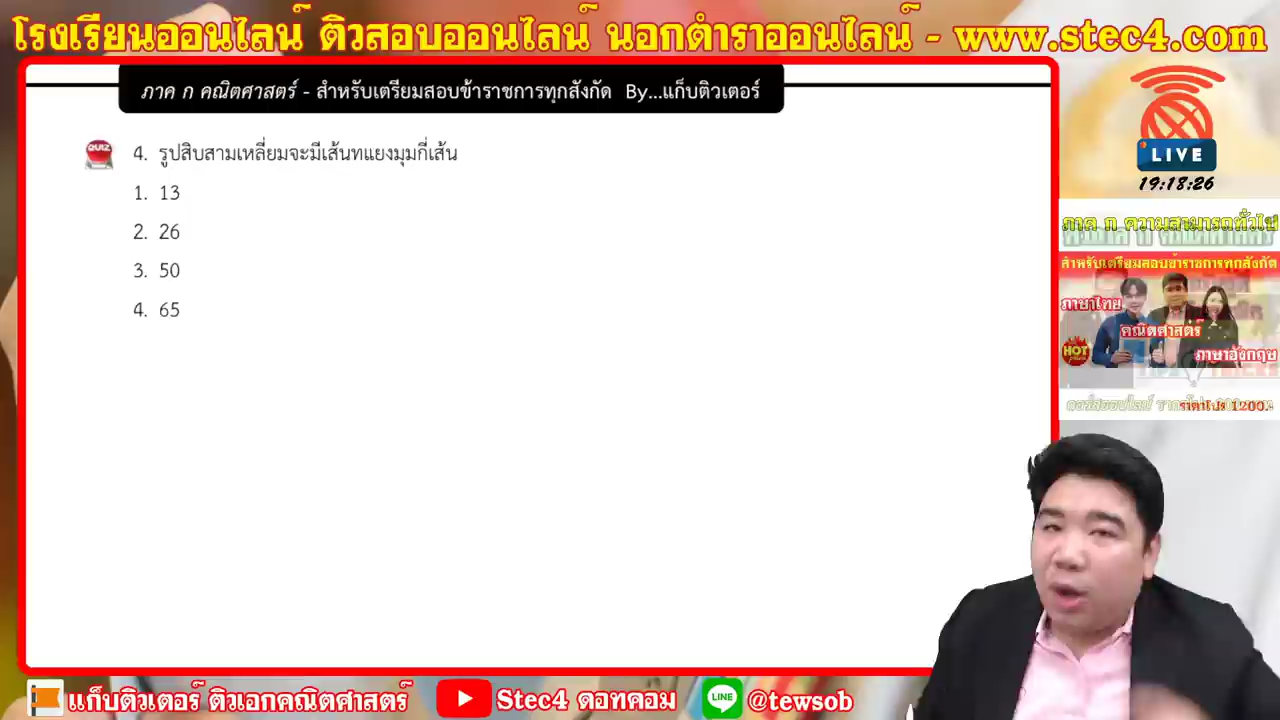 โรงเรียนออนไลน์ ติวสอบออนไลน์ นอกตำราออนไลน์ - www.stec4.com
ภาค ก คณิตศาสตร์ - สำหรับเตรียมสอบข้าราชการทุกสังกัด By...แก็บติวเตอร์
QUIZ
4. รูปสิบสามเหลี่ยมจะมีเส้นทแยงมุมกี่เส้น
1. 13
2. 26
3. 50
4. 65
LIVE
19:18:26
ภาค ก ความสามารถทั่วไป
สำหรับเตรียมสอบข้าราชการทุกสังกัด
ภาษาไทย
คณิตศาสตร์
HOT
ภาษาอังกฤษ
ราคาโปร 1200.-
แก็บติวเตอร์ ติวเอกคณิตศาสตร์
Stec4 ดอทคอม
LINE
@tewsob